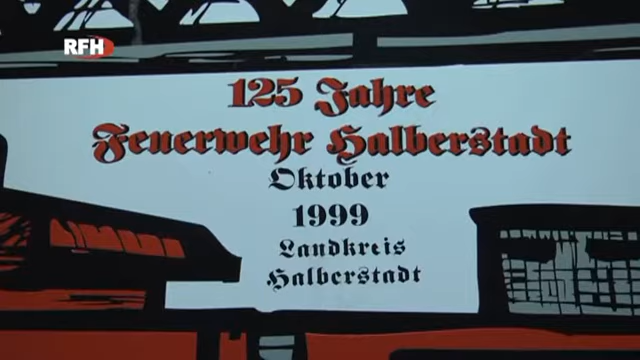 RFH
125 Jahre
Feuerwehr Halberstadt
Oktober
1999
Landkreis
Halberstadt